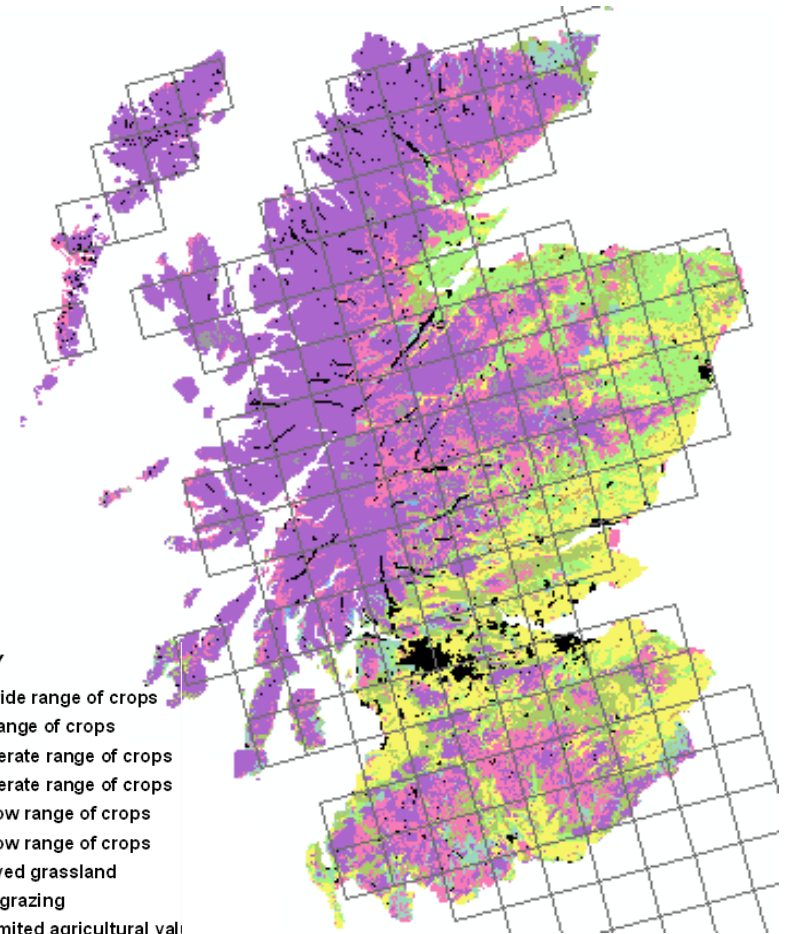 ide range of crops
ange of crops
erate range of crops
erate range of crops
ow range of crops
ow range of crops
ved grassland
grazing
mited agricultural val